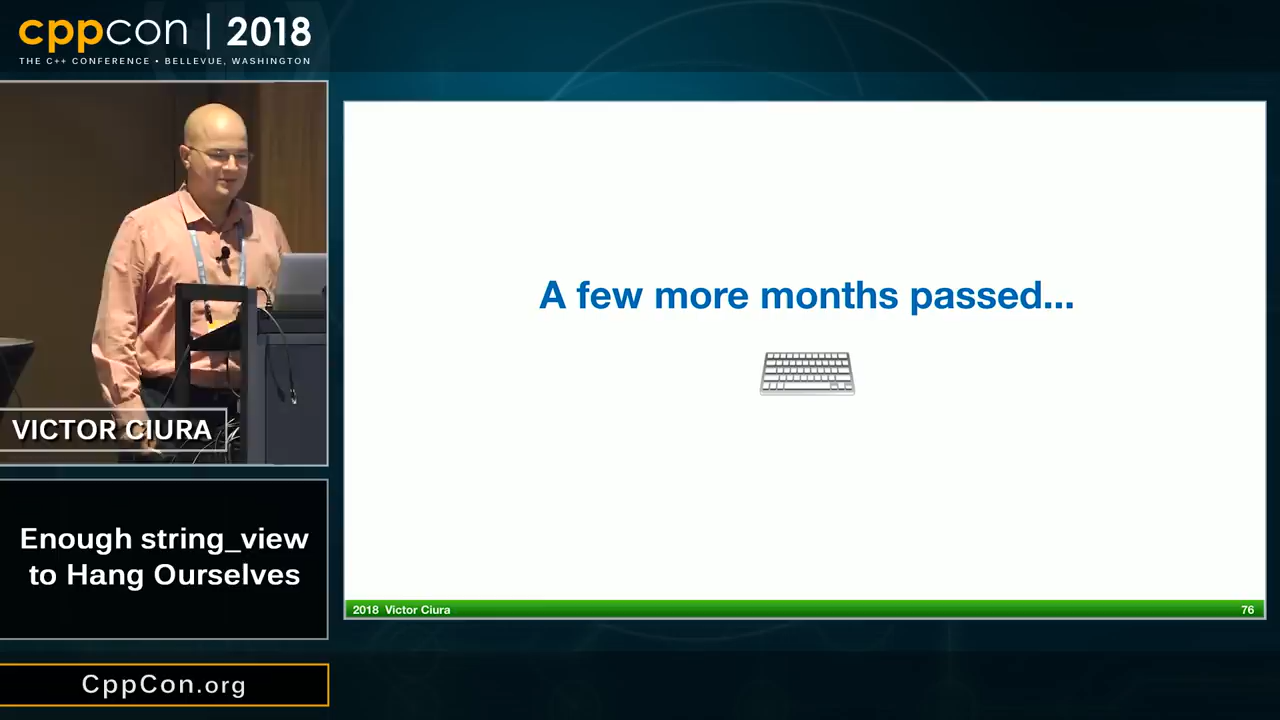 cppcon | 2018
THE C++ CONFERENCE • BELLEVUE, WASHINGTON
A few more months passed...
VICTOR CIURA
Enough string_view
to Hang Ourselves
2018 Victor Ciura
76
CppCon.org